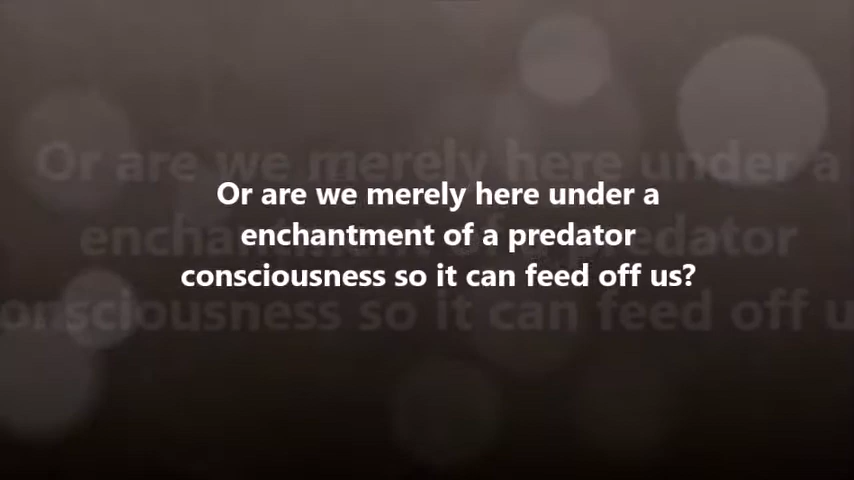 Or are we merely here under a
enchantment of a predator
consciousness so it can feed off us?